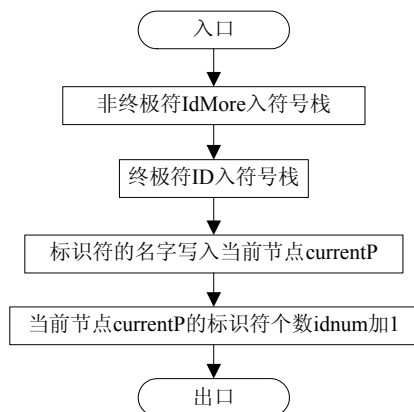 入口
非终极符IdMore入符号栈
终极符ID入符号栈
标识符的名字写入当前节点currentP
当前节点currentP的标识符个数idnum加1
出口